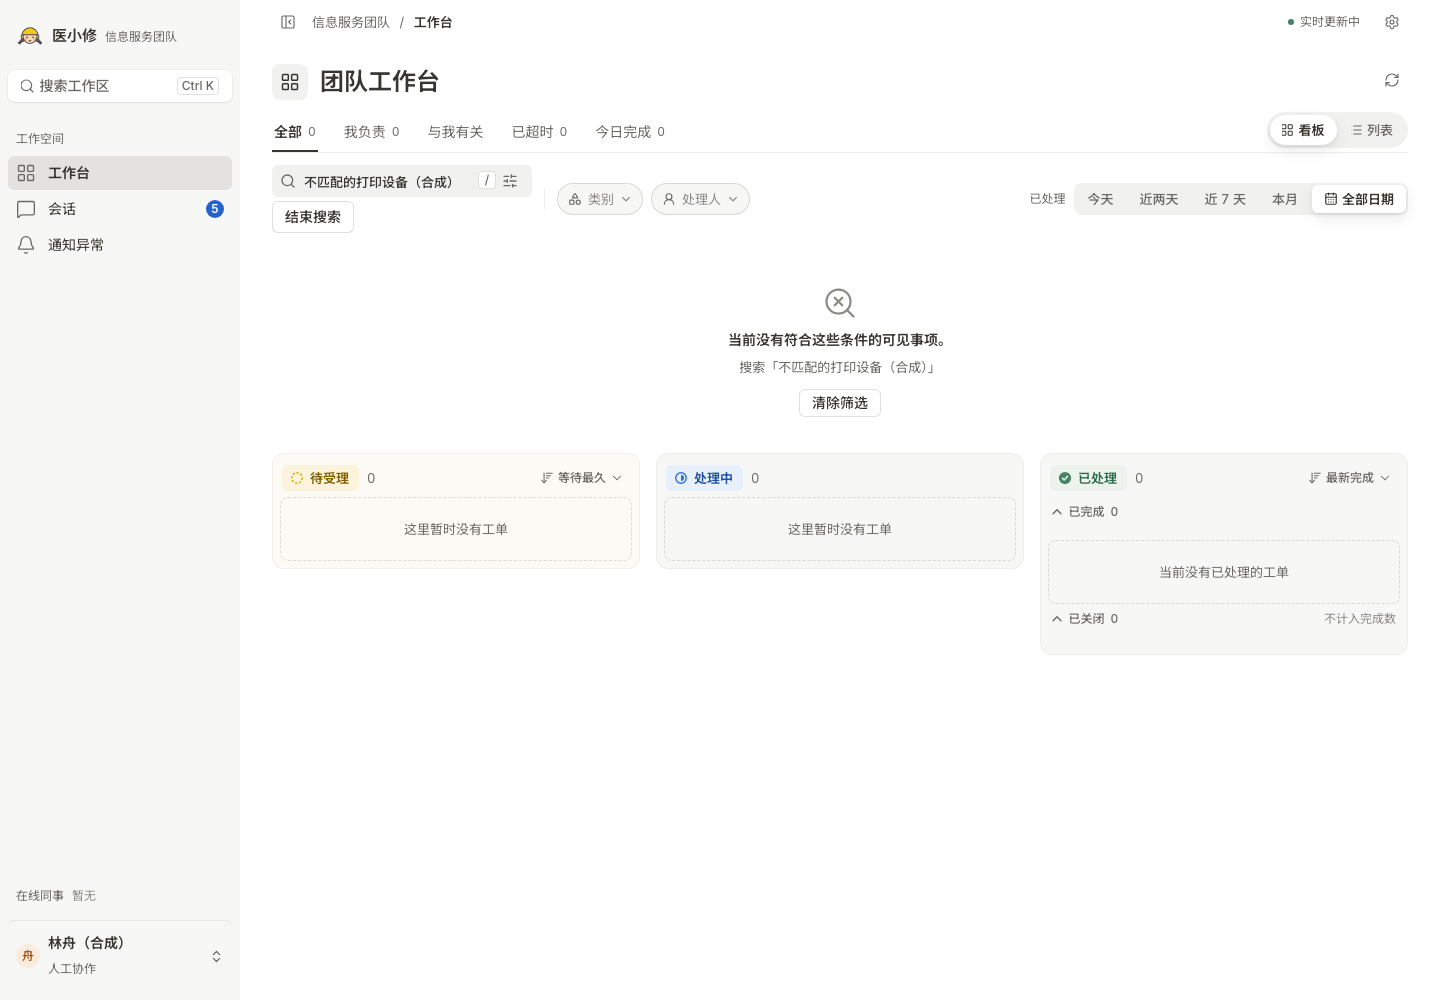 医小修 信息服务团队
搜索工作区 Ctrl K
工作空间
工作台
会话 5
通知异常
在线同事 暂无
舟 林舟（合成）
人工协作
信息服务团队 / 工作台
实时更新中
团队工作台
全部 0 我负责 0 与我有关 已超时 0 今日完成 0
看板 列表
不匹配的打印设备（合成） /
结束搜索
类别 处理人
已处理 今天 近两天 近 7 天 本月 全部日期
当前没有符合这些条件的可见事项。
搜索「不匹配的打印设备（合成）」
清除筛选
待受理 0 等待最久
这里暂时没有工单
处理中 0
这里暂时没有工单
已处理 0 最新完成
已完成 0
当前没有已处理的工单
已关闭 0 不计入完成数